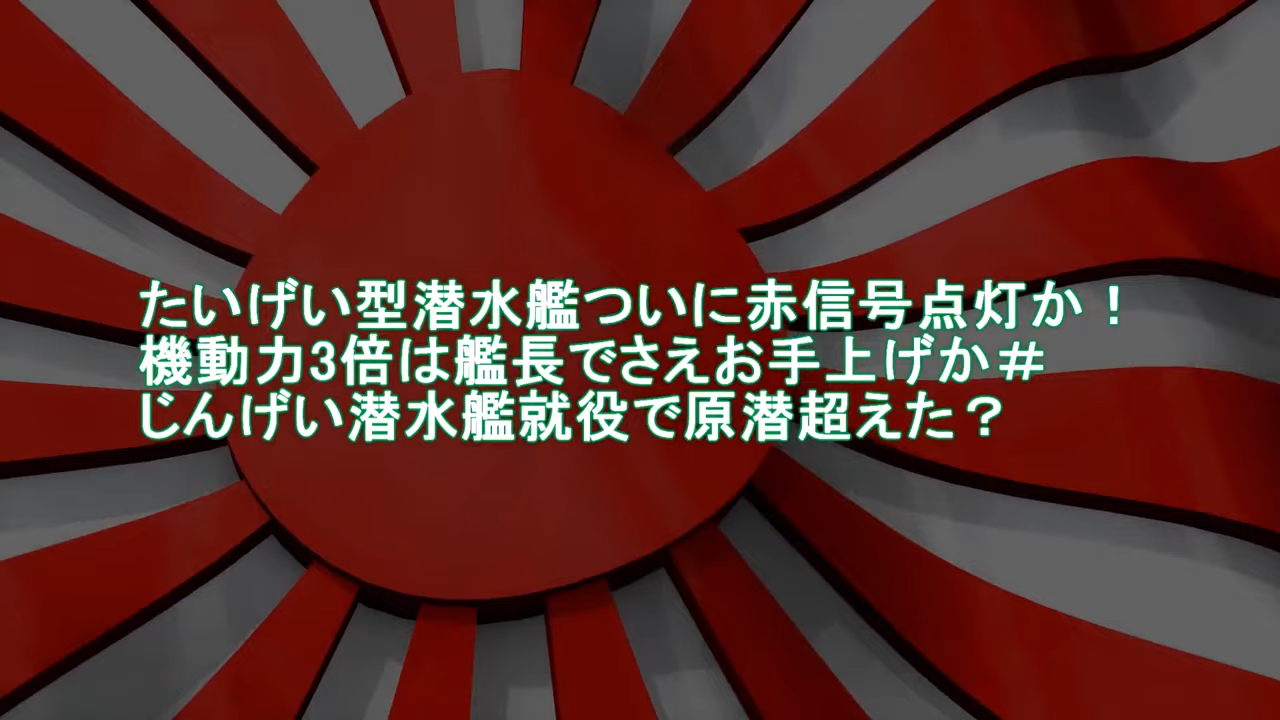 たいげい型潜水艦ついに赤信号点灯か！
機動力3倍は艦長でさえお手上げか＃
じんげい潜水艦就役で原潜超えた？